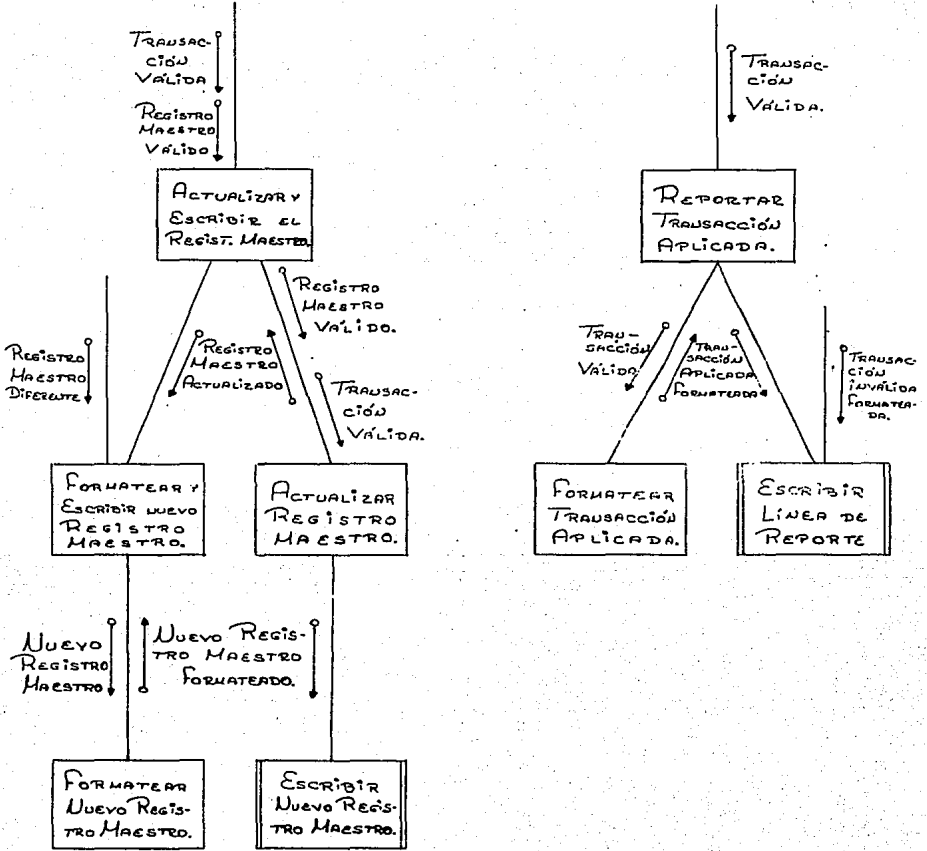 TRANSAC-
CIÓN
VÁLIDA
REGISTRO
MAESTRO
VÁLIDO
ACTUALIZAR Y
ESCRIBIR EL
REGIST. MAESTRO.
REGISTRO
MAESTRO
VÁLIDO.
REGISTRO
MAESTRO
DIFERENTE
REGISTRO
MAESTRO
ACTUALIZADO
TRANSAC-
CIÓN
VÁLIDA.
FORMATEAR Y
ESCRIBIR NUEVO
REGISTRO
MAESTRO.
ACTUALIZAR
REGISTRO
MAESTRO.
NUEVO
REGISTRO
MAESTRO
NUEVO REGIS-
TRO MAESTRO
FORMATEADO.
FORMATEAR
NUEVO REGIS-
TRO MAESTRO.
ESCRIBIR
NUEVO REGIS-
TRO MAESTRO.
TRANSAC-
CIÓN
VÁLIDA.
REPORTAR
TRANSACCIÓN
APLICADA.
TRAN-
SACCIÓN
VÁLIDA
TRAN-
SACCIÓN
APLICADA
FORMATEADA
TRANSAC
CIÓN
INVÁLIDA
FORMATEA-
DA.
FORMATEAR
TRANSACCIÓN
APLICADA.
ESCRIBIR
LÍNEA DE
REPORTE